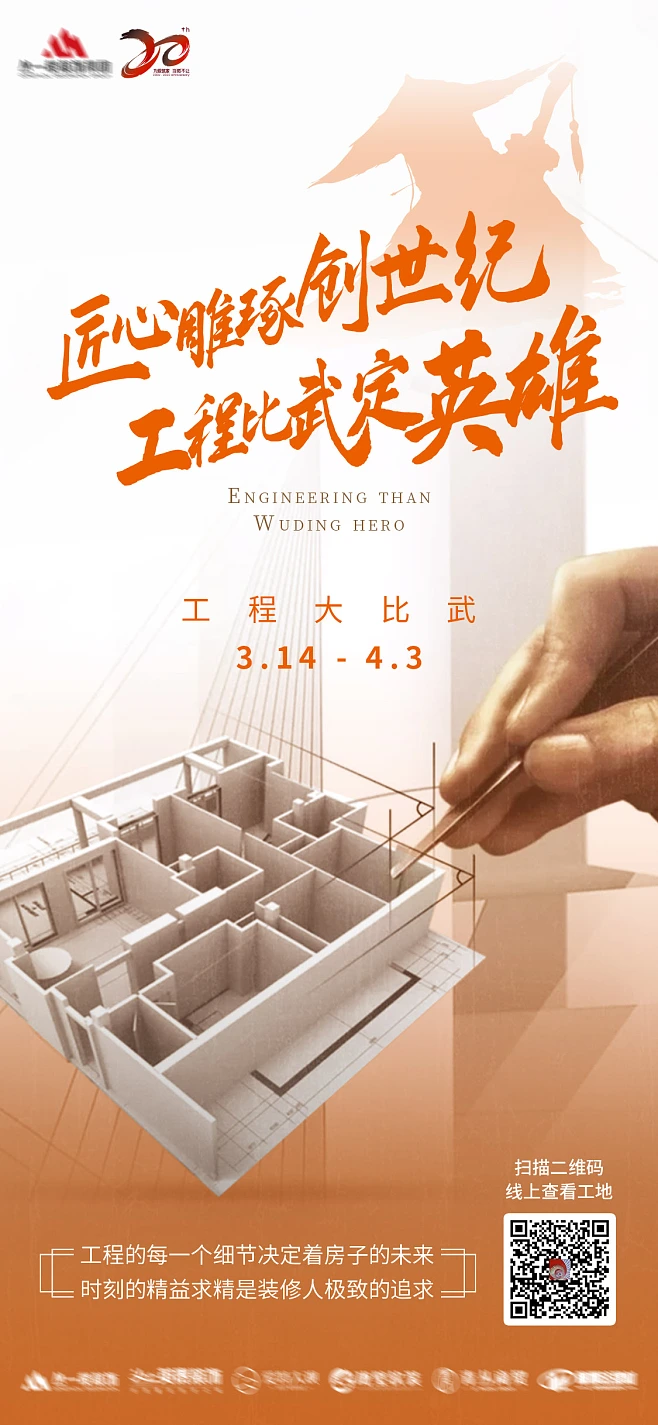 20th
匠心雕琢创世纪
工程比武定英雄
ENGINEERING THAN
WUDING HERO
工程大比武
3.14 - 4.3
扫描二维码
线上查看工地
工程的每一个细节决定着房子的未来
时刻的精益求精是装修人极致的追求